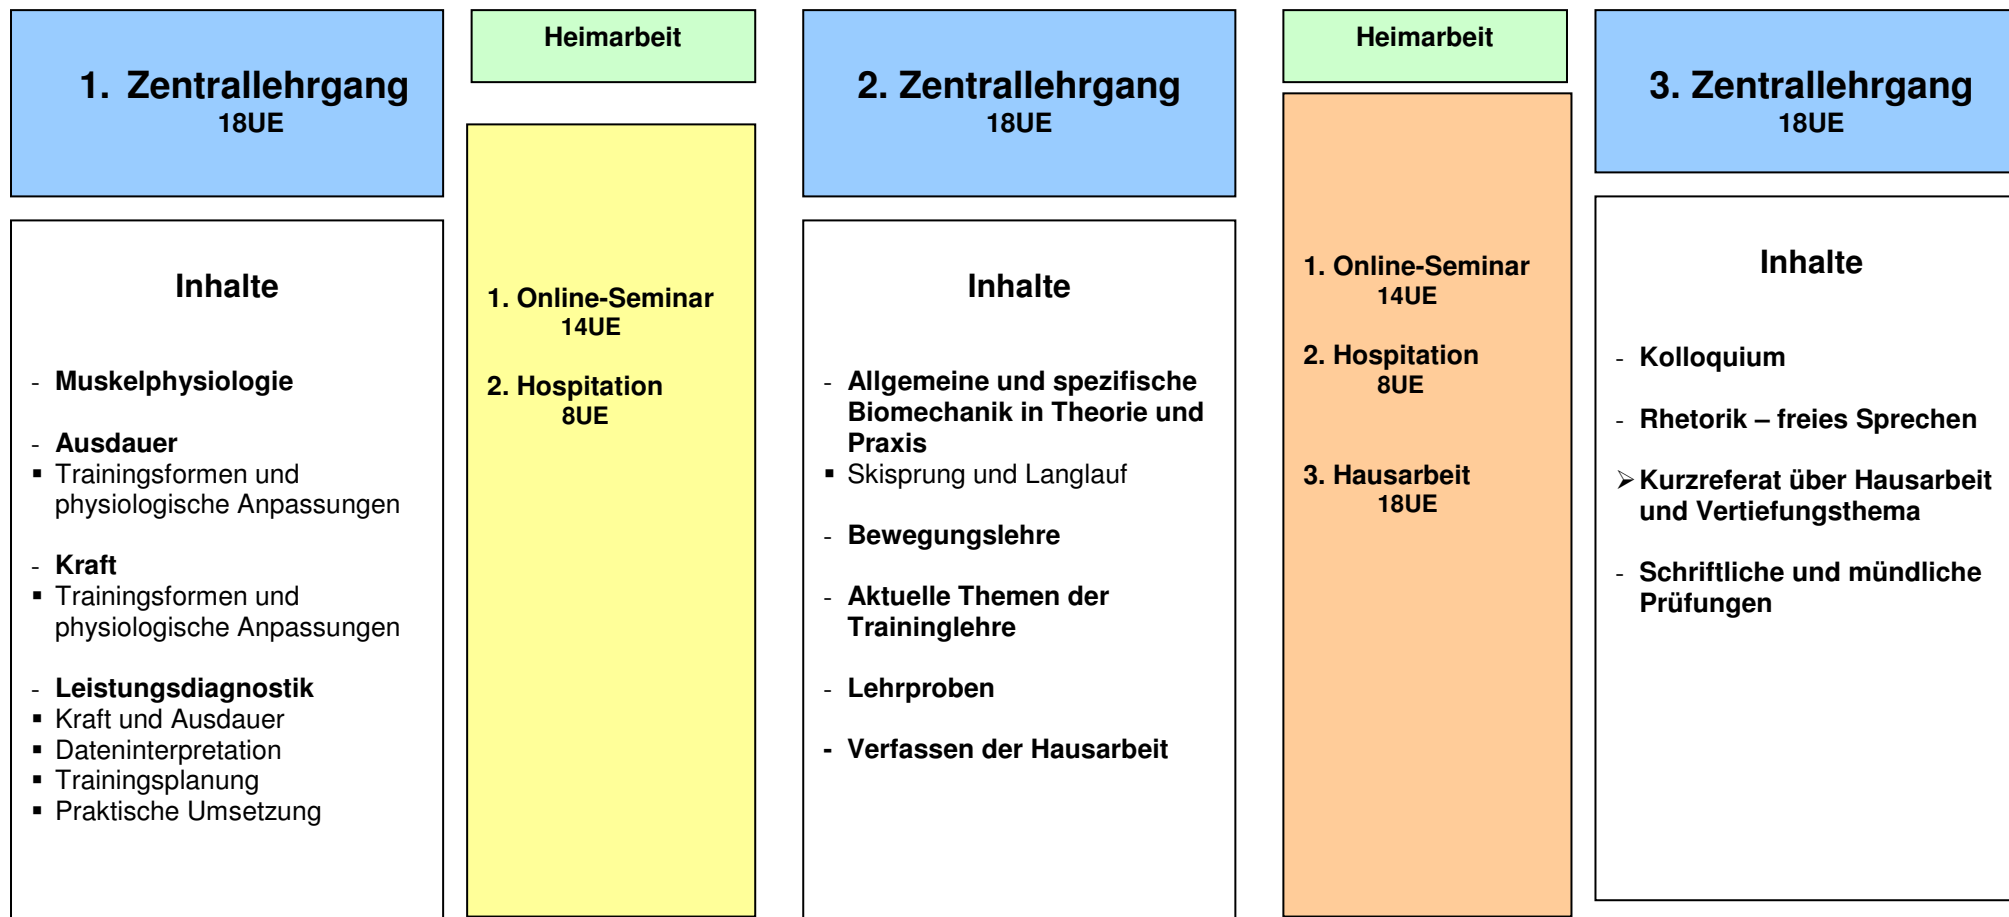 1. Zentrallehrgang
18UE
Inhalte
- Muskelphysiologie
- Ausdauer
▪ Trainingsformen und
physiologische Anpassungen
- Kraft
▪ Trainingsformen und
physiologische Anpassungen
- Leistungsdiagnostik
▪ Kraft und Ausdauer
▪ Dateninterpretation
▪ Trainingsplanung
▪ Praktische Umsetzung
Heimarbeit
1. Online-Seminar
14UE
2. Hospitation
8UE
2. Zentrallehrgang
18UE
Inhalte
- Allgemeine und spezifische
Biomechanik in Theorie und
Praxis
▪ Skisprung und Langlauf
- Bewegungslehre
- Aktuelle Themen der
Traininglehre
- Lehrproben
- Verfassen der Hausarbeit
Heimarbeit
1. Online-Seminar
14UE
2. Hospitation
8UE
3. Hausarbeit
18UE
3. Zentrallehrgang
18UE
Inhalte
- Kolloquium
- Rhetorik – freies Sprechen
➢ Kurzreferat über Hausarbeit
und Vertiefungsthema
- Schriftliche und mündliche
Prüfungen